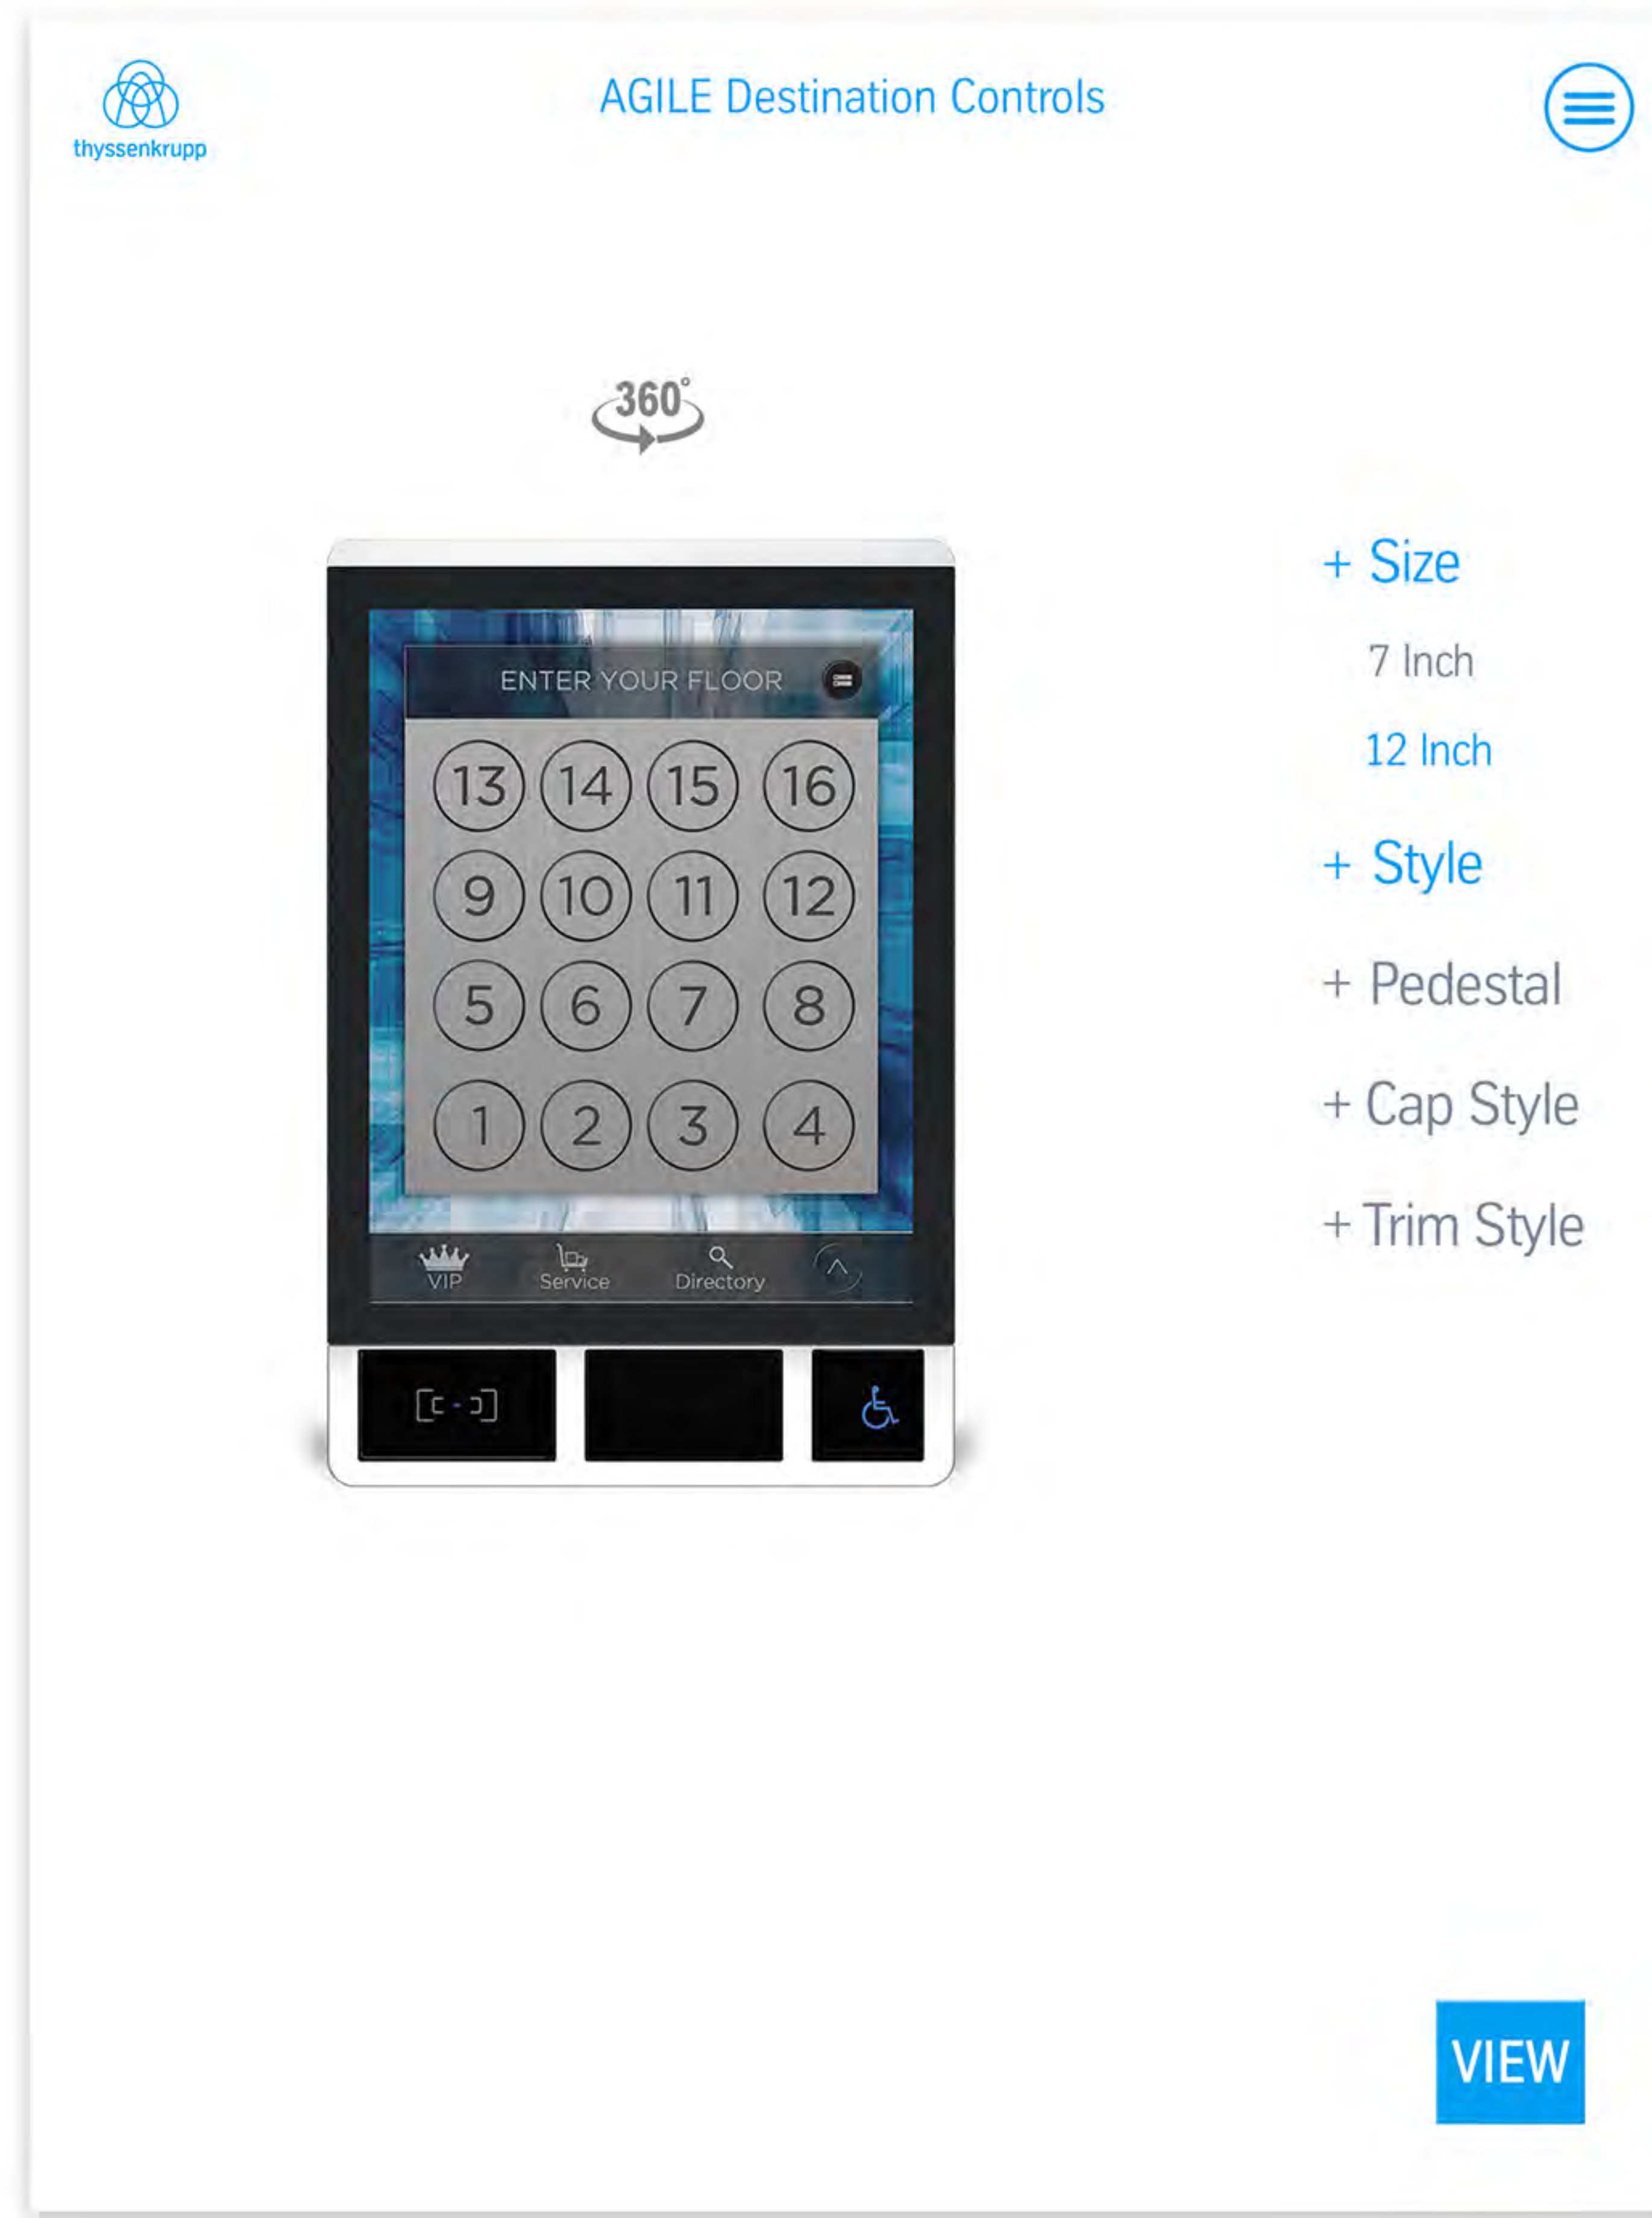 thyssenkrupp
AGILE Destination Controls
360°
ENTER YOUR FLOOR
13 14 15 16
9 10 11 12
5 6 7 8
1 2 3 4
VIP Service Directory
+ Size
7 Inch
12 Inch
+ Style
+ Pedestal
+ Cap Style
+ Trim Style
VIEW